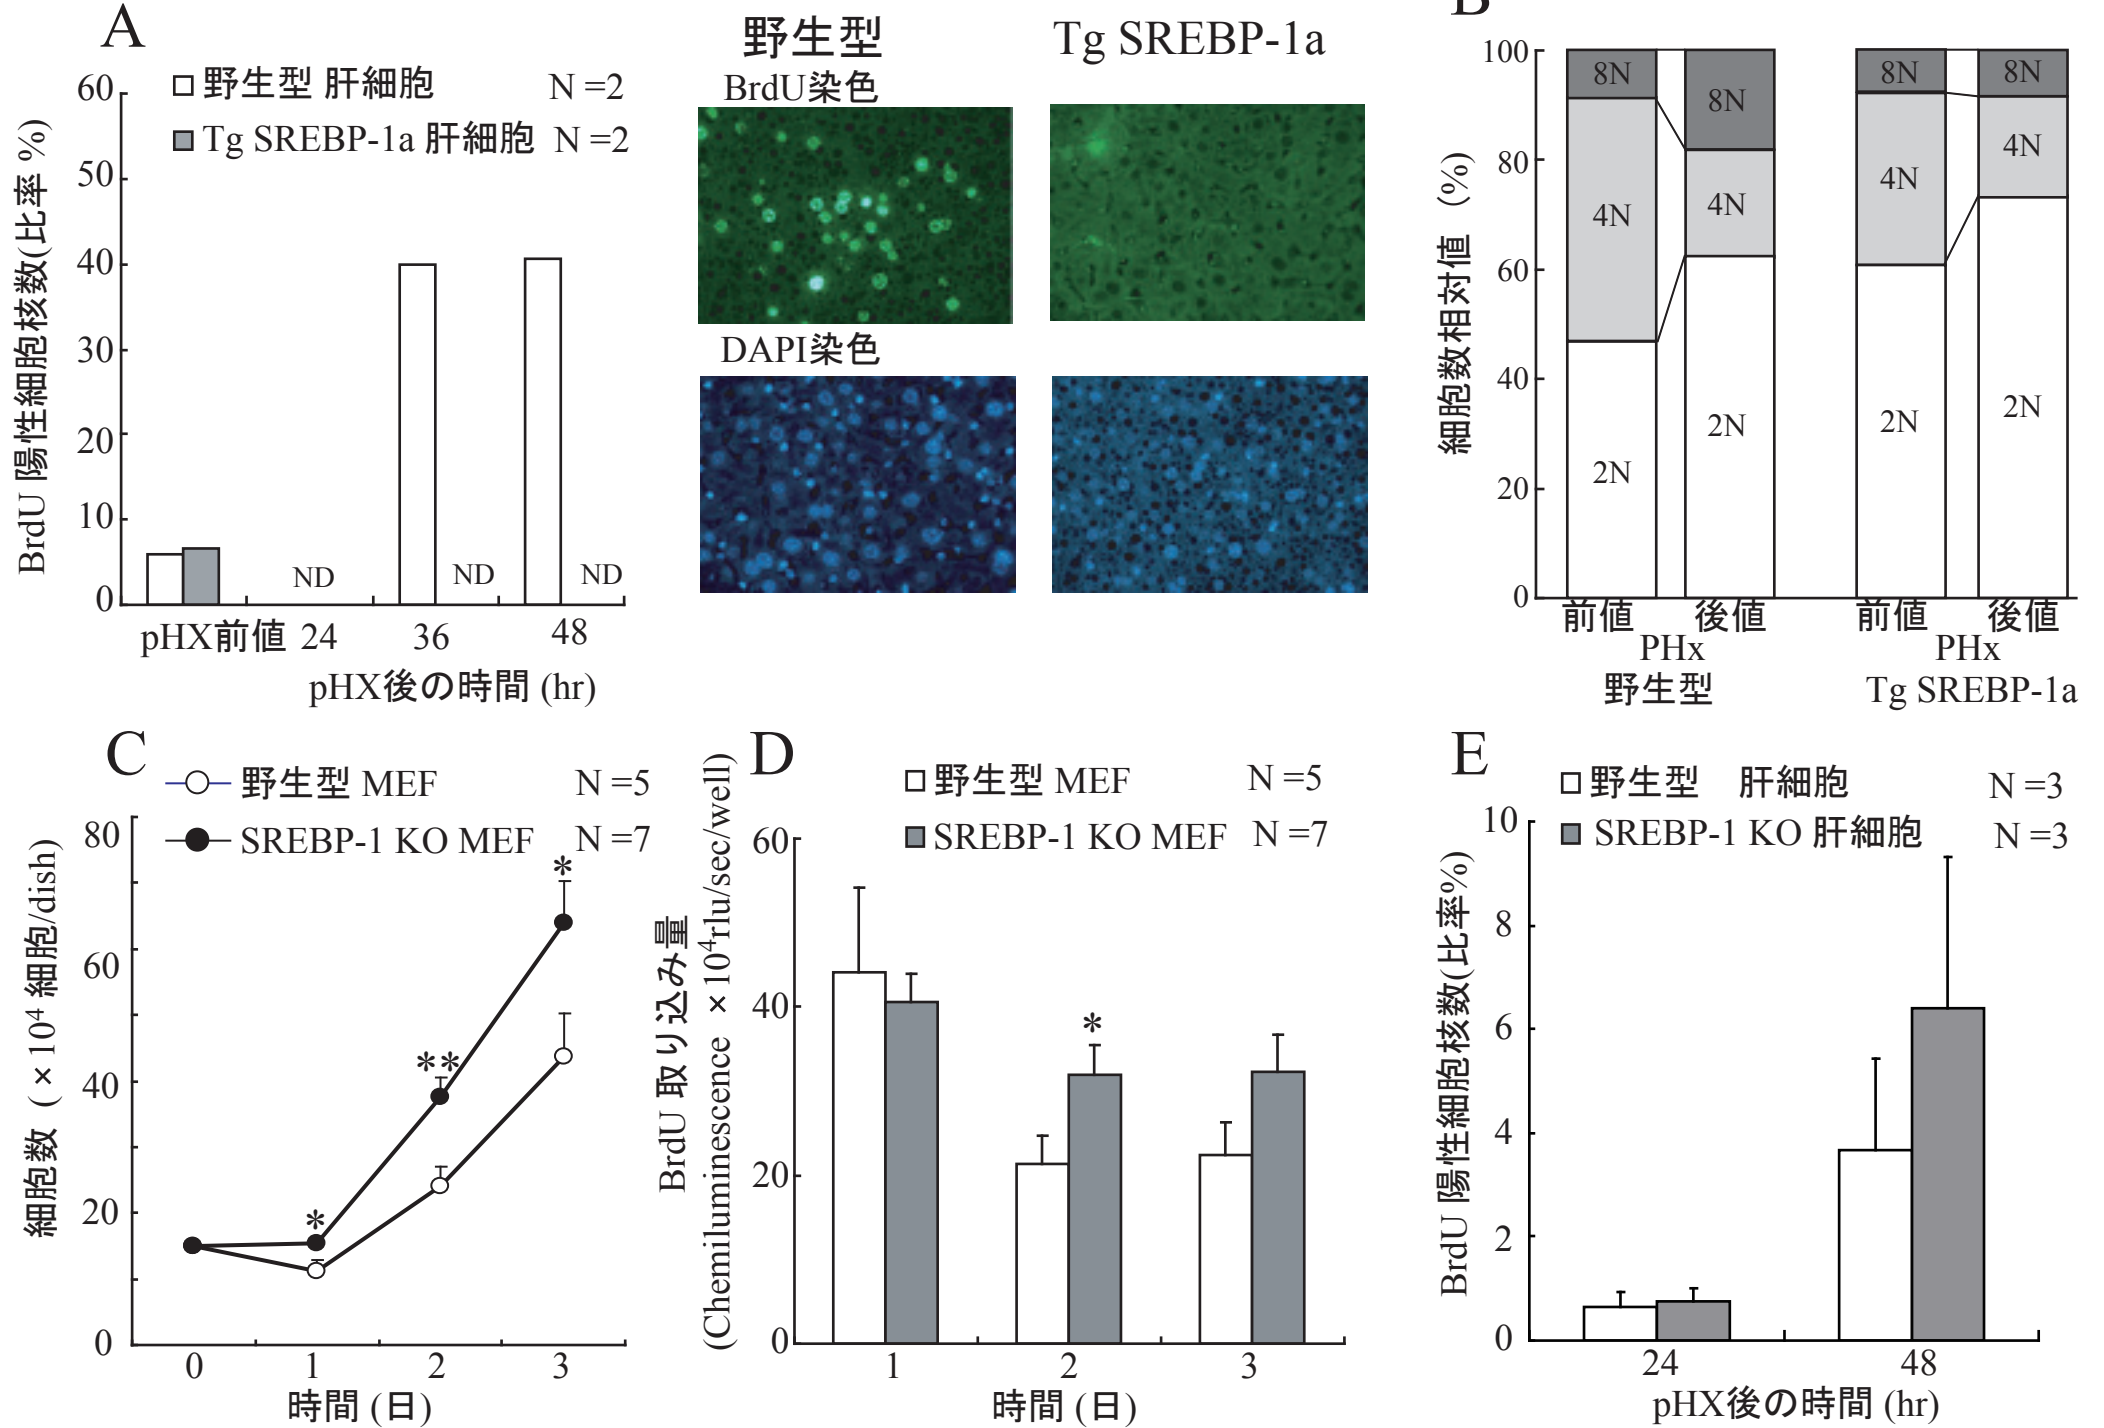 A
野生型 肝細胞 N =2
Tg SREBP-1a 肝細胞 N =2
BrdU 陽性細胞核数(比率 %)
60
50
40
30
20
10
0
ND
ND
ND
pHX前値 24 36 48
pHX後の時間 (hr)
野生型 Tg SREBP-1a
BrdU染色
DAPI染色
B
細胞数相対値 (%)
100
80
60
40
20
0
8N
4N
2N
8N
4N
2N
8N
4N
2N
8N
4N
2N
前値 後値 前値 後値
PHx PHx
野生型 Tg SREBP-1a
C
野生型 MEF N =5
SREBP-1 KO MEF N =7
細胞数 (×10⁴ 細胞/dish)
80
60
40
20
0
*
**
*
0 1 2 3
時間 (日)
D
野生型 MEF N =5
SREBP-1 KO MEF N =7
BrdU 取り込み量
(Chemiluminescence ×10⁴rlu/sec/well)
60
40
20
0
*
1 2 3
時間 (日)
E
野生型 肝細胞 N =3
SREBP-1 KO 肝細胞 N =3
BrdU 陽性細胞核数(比率%)
10
8
6
4
2
0
24 48
pHX後の時間 (hr)